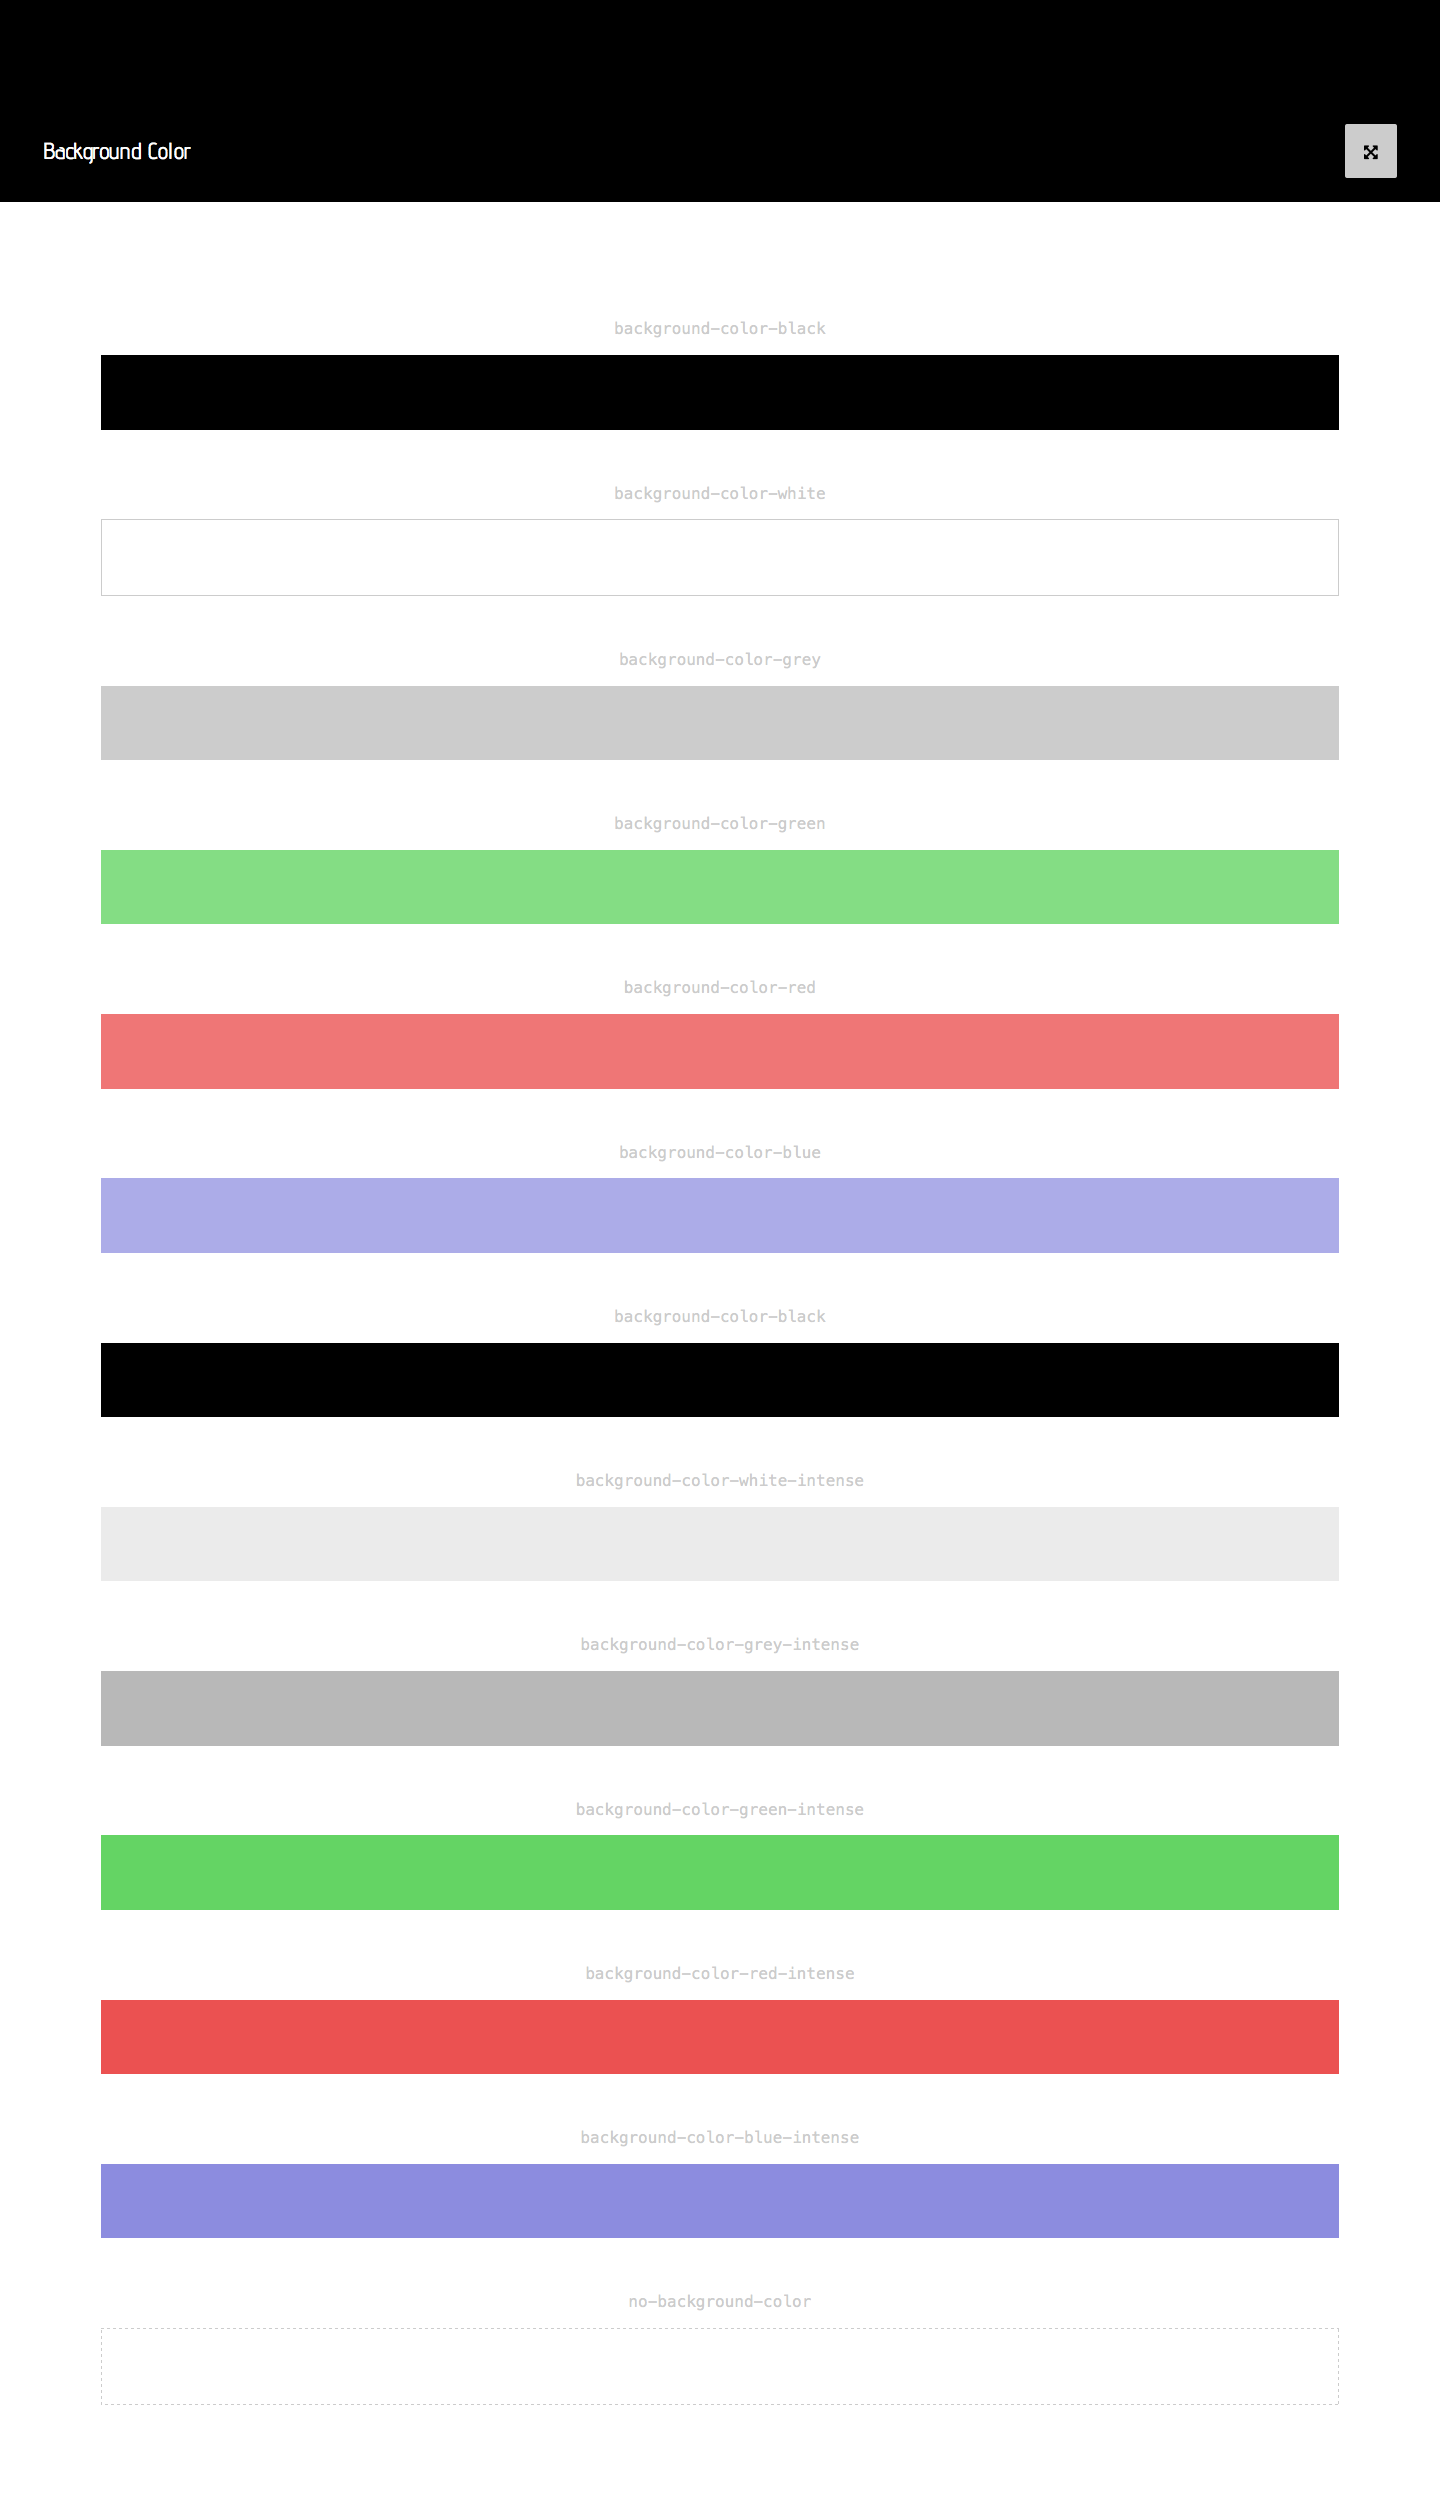 Background Color
background-color-black
background-color-white
background-color-grey
background-color-green
background-color-red
background-color-blue
background-color-black
background-color-white-intense
background-color-grey-intense
background-color-green-intense
background-color-red-intense
background-color-blue-intense
no-background-color